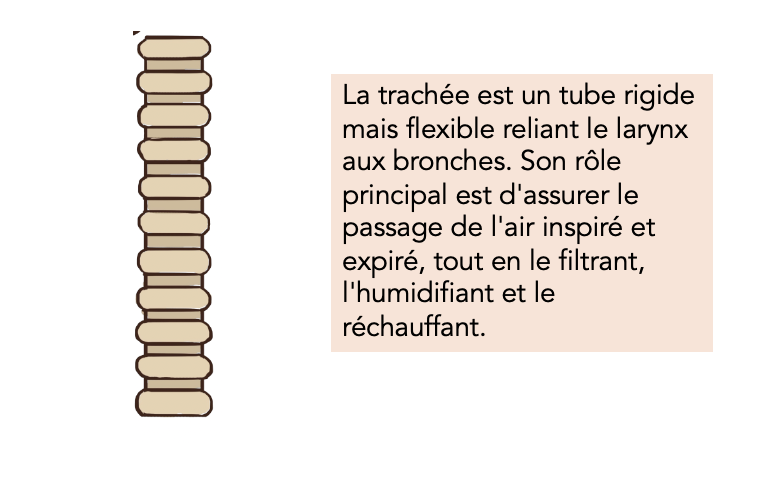 La trachée est un tube rigide
mais flexible reliant le larynx
aux bronches. Son rôle
principal est d'assurer le
passage de l'air inspiré et
expiré, tout en le filtrant,
l'humidifiant et le
réchauffant.